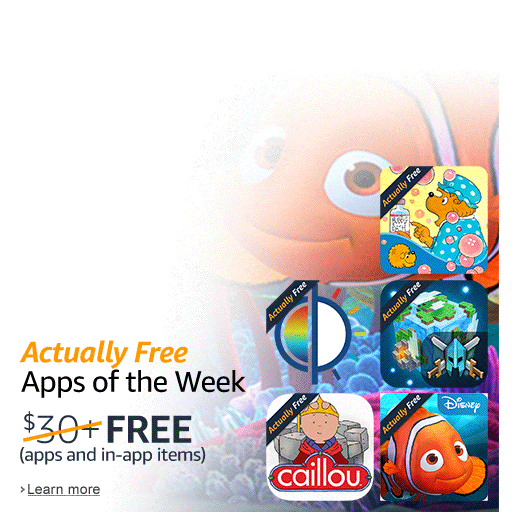 Actually Free
Actually Free
Actually Free
Actually Free
Apps of the Week
$30+ FREE
(apps and in-app items)
Actually Free
caillou
Actually Free
DISNEY
› Learn more